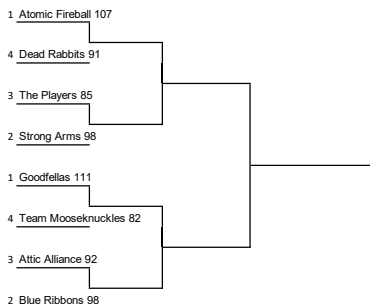 1 Atomic Fireball 107
4 Dead Rabbits 91
3 The Players 85
2 Strong Arms 98
1 Goodfellas 111
4 Team Mooseknuckles 82
3 Attic Alliance 92
2 Blue Ribbons 98